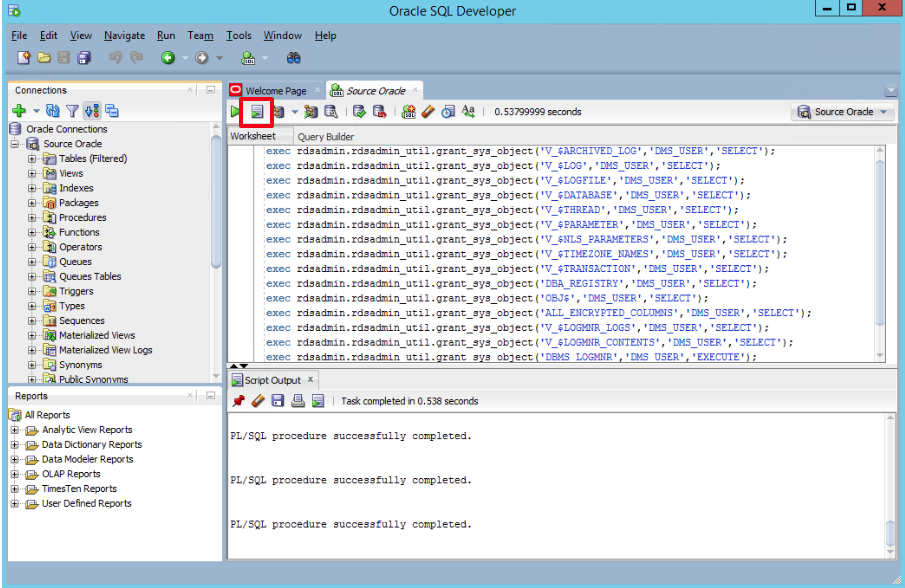 Oracle SQL Developer
File Edit View Navigate Run Team Tools Window Help
Connections
Oracle Connections
Source Oracle
Tables (Filtered)
Views
Indexes
Packages
Procedures
Functions
Operators
Queues
Queues Tables
Triggers
Types
Sequences
Materialized Views
Materialized View Logs
Synonyms
Public Synonyms
Reports
All Reports
Analytic View Reports
Data Dictionary Reports
Data Modeler Reports
OLAP Reports
TimesTen Reports
User Defined Reports
Welcome Page
Source Oracle
0.53799999 seconds
Source Oracle
Worksheet Query Builder
exec rdsadmin.rdsadmin_util.grant_sys_object('V_$ARCHIVED_LOG','DMS_USER','SELECT');
exec rdsadmin.rdsadmin_util.grant_sys_object('V_$LOG','DMS_USER','SELECT');
exec rdsadmin.rdsadmin_util.grant_sys_object('V_$LOGFILE','DMS_USER','SELECT');
exec rdsadmin.rdsadmin_util.grant_sys_object('V_$DATABASE','DMS_USER','SELECT');
exec rdsadmin.rdsadmin_util.grant_sys_object('V_$THREAD','DMS_USER','SELECT');
exec rdsadmin.rdsadmin_util.grant_sys_object('V_$PARAMETER','DMS_USER','SELECT');
exec rdsadmin.rdsadmin_util.grant_sys_object('V_$NLS_PARAMETERS','DMS_USER','SELECT');
exec rdsadmin.rdsadmin_util.grant_sys_object('V_$TIMEZONE_NAMES','DMS_USER','SELECT');
exec rdsadmin.rdsadmin_util.grant_sys_object('V_$TRANSACTION','DMS_USER','SELECT');
exec rdsadmin.rdsadmin_util.grant_sys_object('DBA_REGISTRY','DMS_USER','SELECT');
exec rdsadmin.rdsadmin_util.grant_sys_object('OBJ$','DMS_USER','SELECT');
exec rdsadmin.rdsadmin_util.grant_sys_object('ALL_ENCRYPTED_COLUMNS','DMS_USER','SELECT');
exec rdsadmin.rdsadmin_util.grant_sys_object('V_$LOGMNR_LOGS','DMS_USER','SELECT');
exec rdsadmin.rdsadmin_util.grant_sys_object('V_$LOGMNR_CONTENTS','DMS_USER','SELECT');
exec rdsadmin.rdsadmin_util.grant_sys_object('DBMS_LOGMNR','DMS_USER','EXECUTE');
Script Output x
Task completed in 0.538 seconds
PL/SQL procedure successfully completed.
PL/SQL procedure successfully completed.
PL/SQL procedure successfully completed.